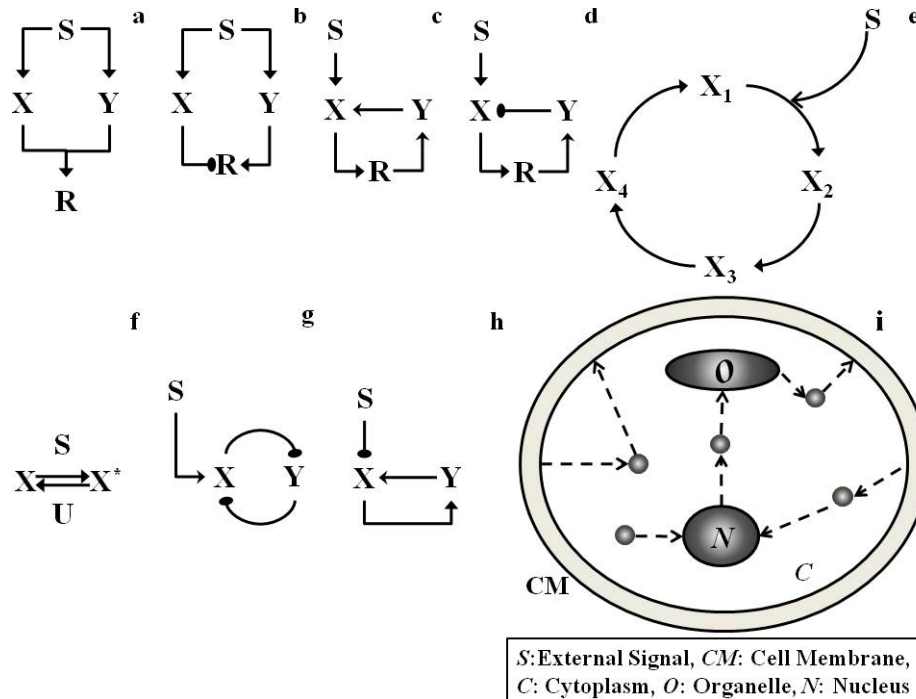 a
S
X Y
R
b
S
X Y
R
c
S
X Y
R
d
S
X Y
R
e
S
X1
X2
X3
X4
f
S
X X*
U
g
S
X Y
h
S
X Y
i
O
N
C
CM
S:External Signal, CM: Cell Membrane,
C: Cytoplasm, O: Organelle, N: Nucleus